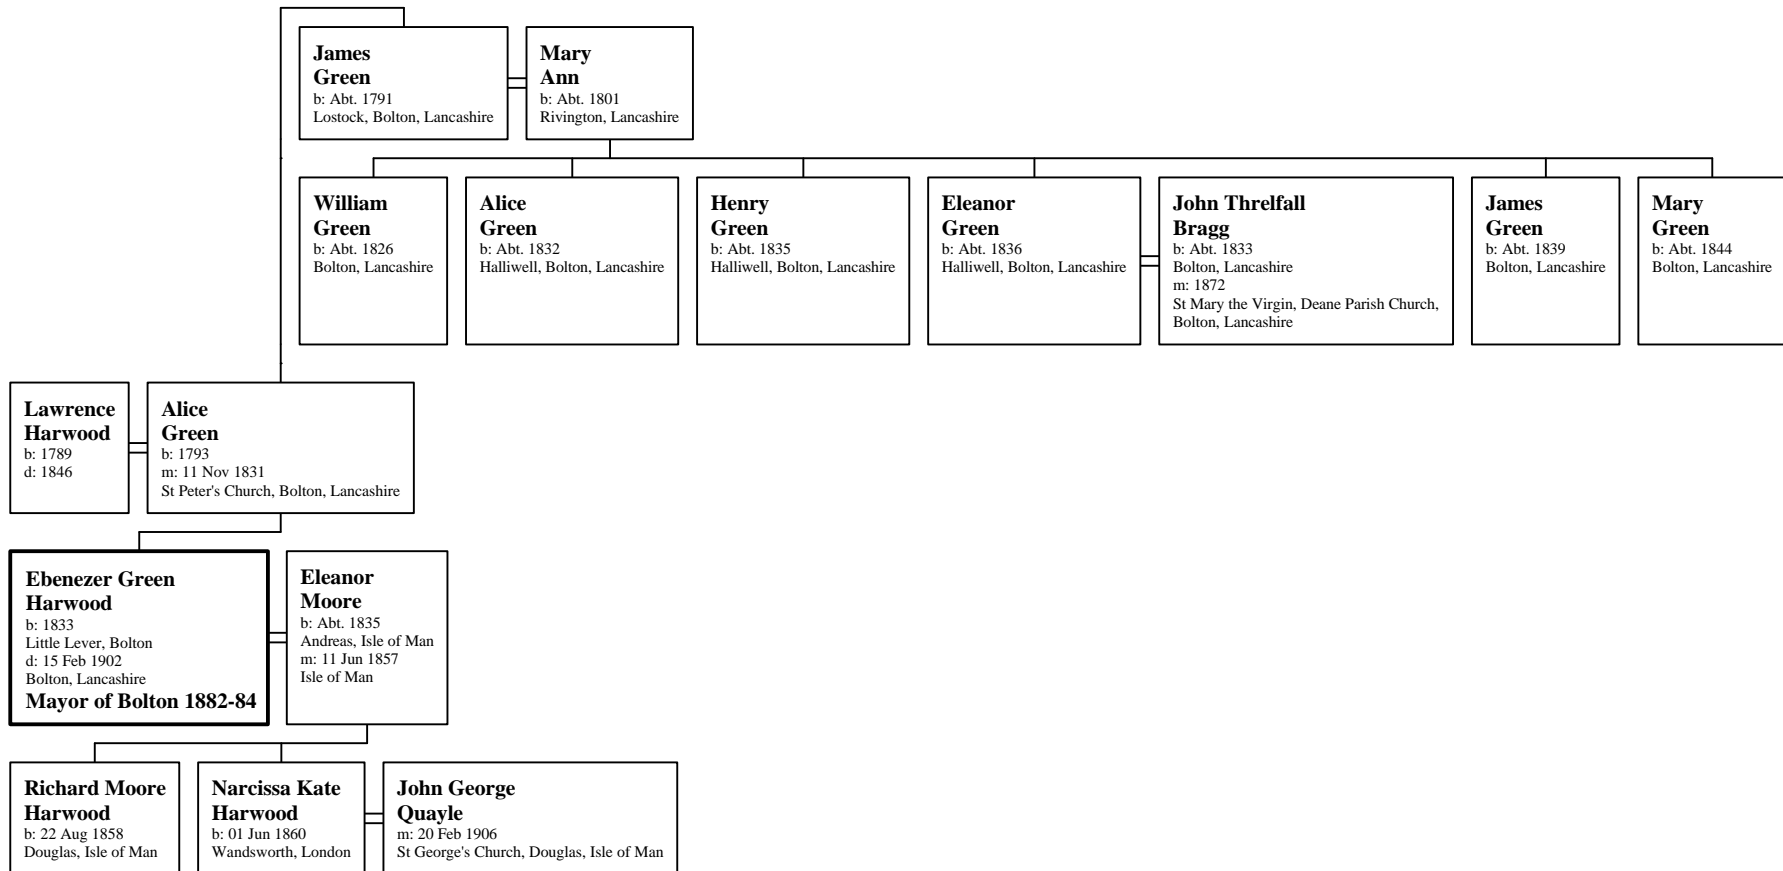 James
Green
b: Abt. 1791
Lostock, Bolton, Lancashire
Mary
Ann
b: Abt. 1801
Rivington, Lancashire
William
Green
b: Abt. 1826
Bolton, Lancashire
Alice
Green
b: Abt. 1832
Halliwell, Bolton, Lancashire
Henry
Green
b: Abt. 1835
Halliwell, Bolton, Lancashire
Eleanor
Green
b: Abt. 1836
Halliwell, Bolton, Lancashire
John Threlfall
Bragg
b: Abt. 1833
Bolton, Lancashire
m: 1872
St Mary the Virgin, Deane Parish Church,
Bolton, Lancashire
James
Green
b: Abt. 1839
Bolton, Lancashire
Mary
Green
b: Abt. 1844
Bolton, Lancashire
Lawrence
Harwood
b: 1789
d: 1846
Alice
Green
b: 1793
m: 11 Nov 1831
St Peter's Church, Bolton, Lancashire
Ebenezer Green
Harwood
b: 1833
Little Lever, Bolton
d: 15 Feb 1902
Bolton, Lancashire
Mayor of Bolton 1882-84
Eleanor
Moore
b: Abt. 1835
Andreas, Isle of Man
m: 11 Jun 1857
Isle of Man
Richard Moore
Harwood
b: 22 Aug 1858
Douglas, Isle of Man
Narcissa Kate
Harwood
b: 01 Jun 1860
Wandsworth, London
John George
Quayle
m: 20 Feb 1906
St George's Church, Douglas, Isle of Man